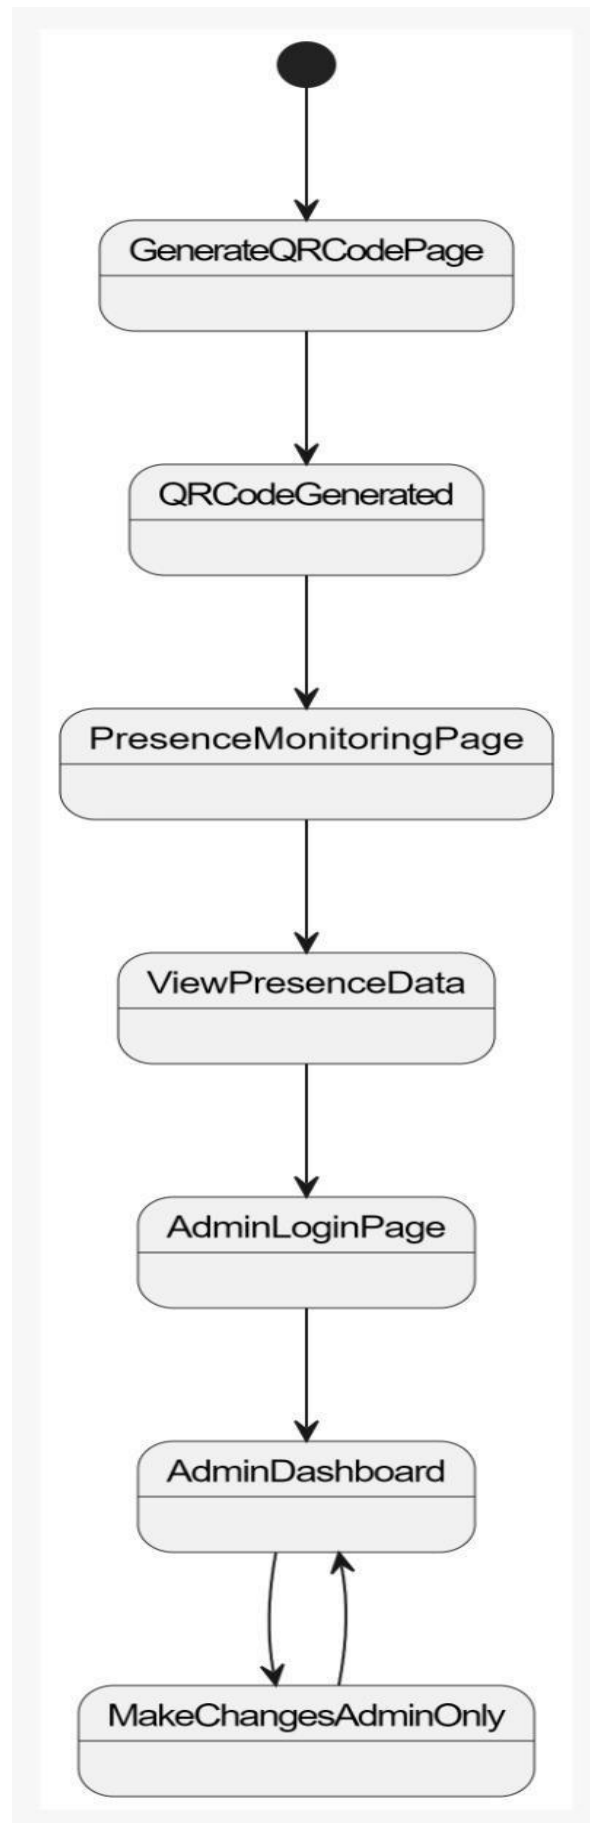 GenerateQRCodePage
QRCodeGenerated
PresenceMonitoringPage
ViewPresenceData
AdminLoginPage
AdminDashboard
MakeChangesAdminOnly